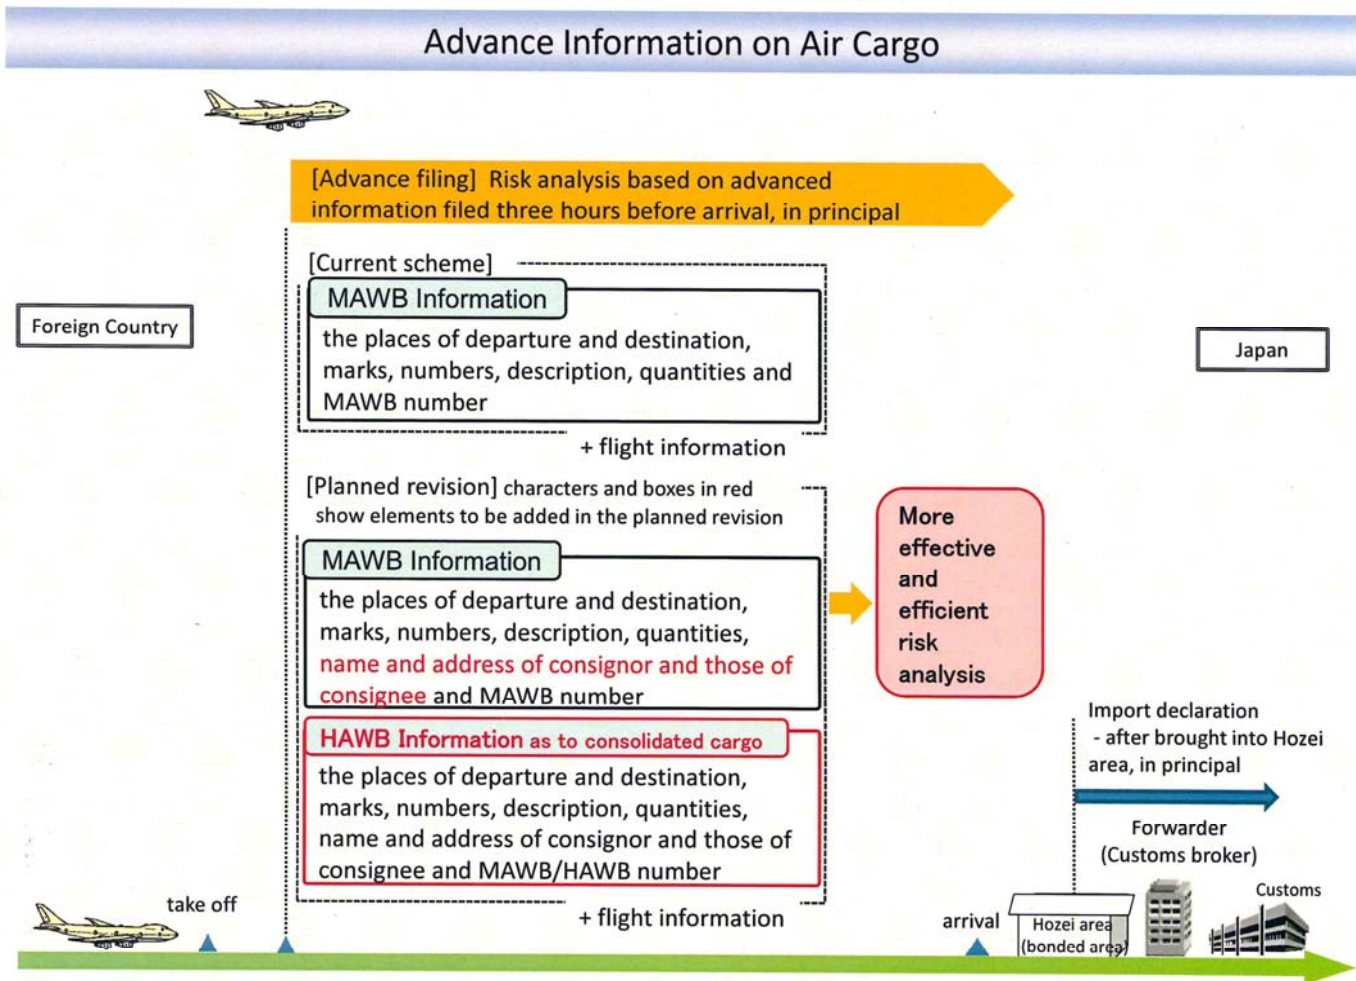 Advance Information on Air Cargo
[Advance filing] Risk analysis based on advanced
information filed three hours before arrival, in principal
[Current scheme]
MAWB Information
the places of departure and destination,
marks, numbers, description, quantities and
MAWB number
+ flight information
Foreign Country
Japan
[Planned revision] characters and boxes in red
show elements to be added in the planned revision
MAWB Information
the places of departure and destination,
marks, numbers, description, quantities,
name and address of consignor and those of
consignee and MAWB number
HAWB Information as to consolidated cargo
the places of departure and destination,
marks, numbers, description, quantities,
name and address of consignor and those of
consignee and MAWB/HAWB number
+ flight information
More
effective
and
efficient
risk
analysis
Import declaration
- after brought into Hozei
area, in principal
Forwarder
(Customs broker)
Customs
take off
arrival
Hozei area
(bonded area)